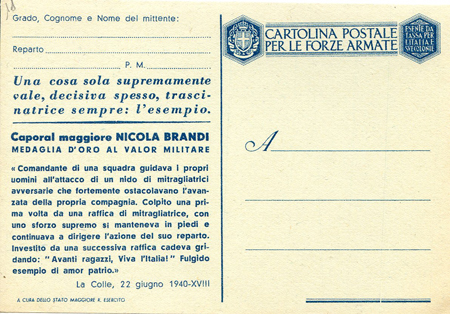 Grado, Cognome e Nome del mittente:
Reparto
P. M.
Una cosa sola supremamente
vale, decisiva spesso, trasci-
natrice sempre: l'esempio.
Caporal maggiore NICOLA BRANDI
MEDAGLIA D'ORO AL VALOR MILITARE
« Comandante di una squadra guidava i propri
uomini all'attacco di un nido di mitragliatrici
avversarie che fortemente ostacolavano l'avan-
zata della propria compagnia. Colpito una pri-
ma volta da una raffica di mitragliatrice, con
uno sforzo supremo si manteneva in piedi e
continuava a dirigere l'azione del suo reparto.
Investito da una successiva raffica cadeva gri-
dando: "Avanti ragazzi, Viva l'Italia!" Fulgido
esempio di amor patrio.»
La Colle, 22 giugno 1940-XVIII
A CURA DELLO STATO MAGGIORE R. ESERCITO
CARTOLINA POSTALE
PER LE FORZE ARMATE
ESENTE DA
TASSA PER
L'ITALIA E
SVE COLONIE
A